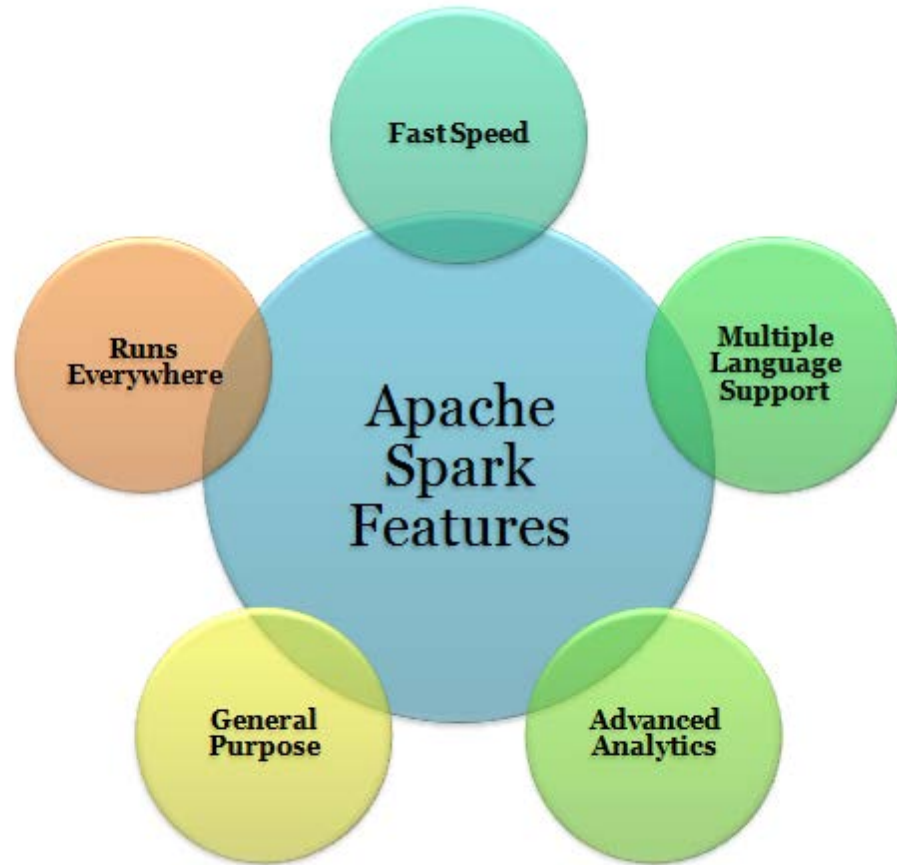 Fast Speed
Multiple
Language
Support
Runs
Everywhere
Apache
Spark
Features
General
Purpose
Advanced
Analytics